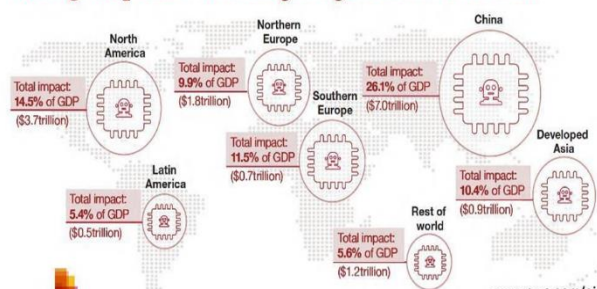 China
Northern
Europe
North
America
Total impact:
9.9% of GDP
($1.8trillion)
Total impact:
26.1% of GDP
($7.0trillion)
Total impact:
14.5% of GDP
($3.7trillion)
Southern
Europe
Total impact:
11.5% of GDP
($0.7trillion)
Developed
Asia
Total impact:
10.4% of GDP
($0.9trillion)
Latin
America
Total impact:
5.4% of GDP
($0.5trillion)
Rest of
world
Total impact:
5.6% of GDP
($1.2trillion)